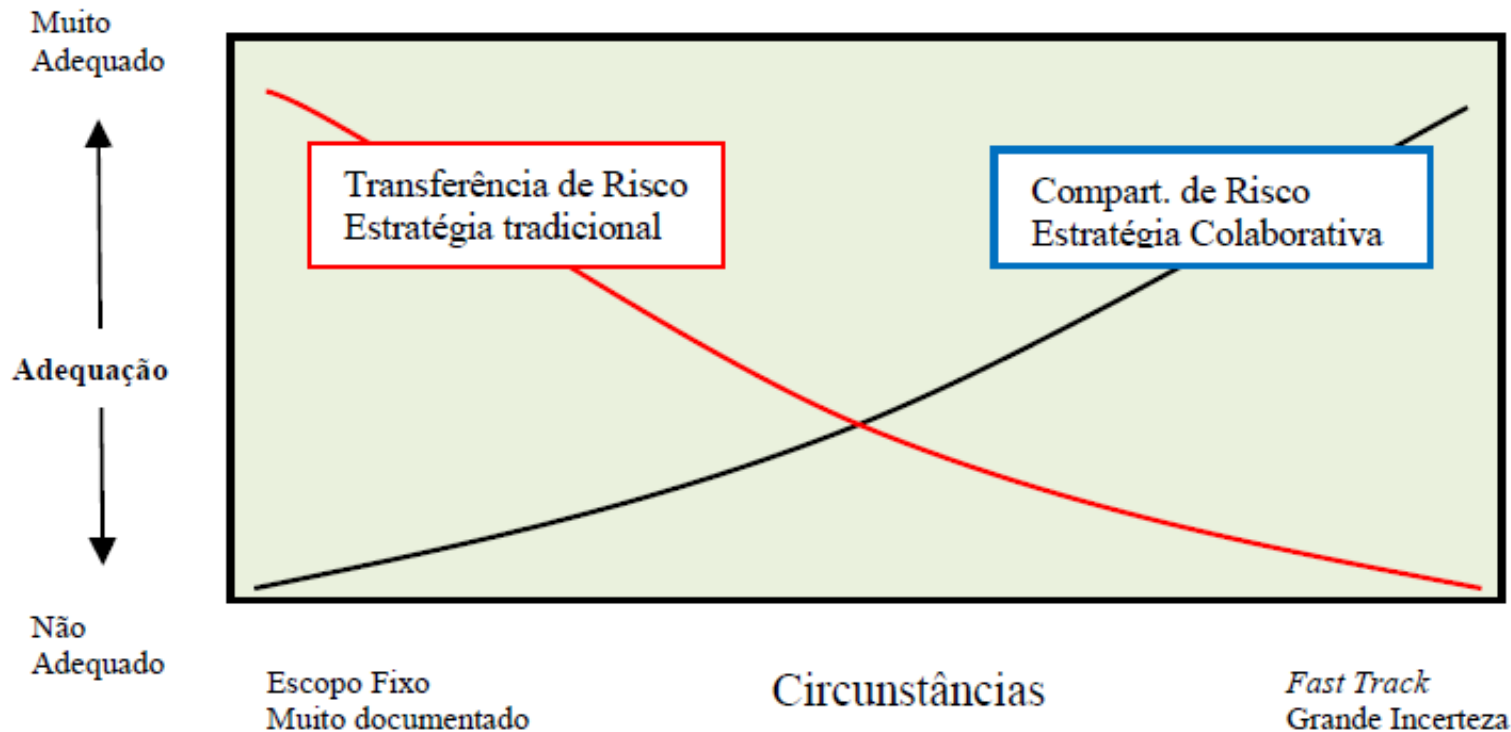 Muito
Adequado
Transferência de Risco
Estratégia tradicional
Compart. de Risco
Estratégia Colaborativa
Adequação
Não
Adequado
Escopo Fixo
Muito documentado
Circunstâncias
Fast Track
Grande Incerteza